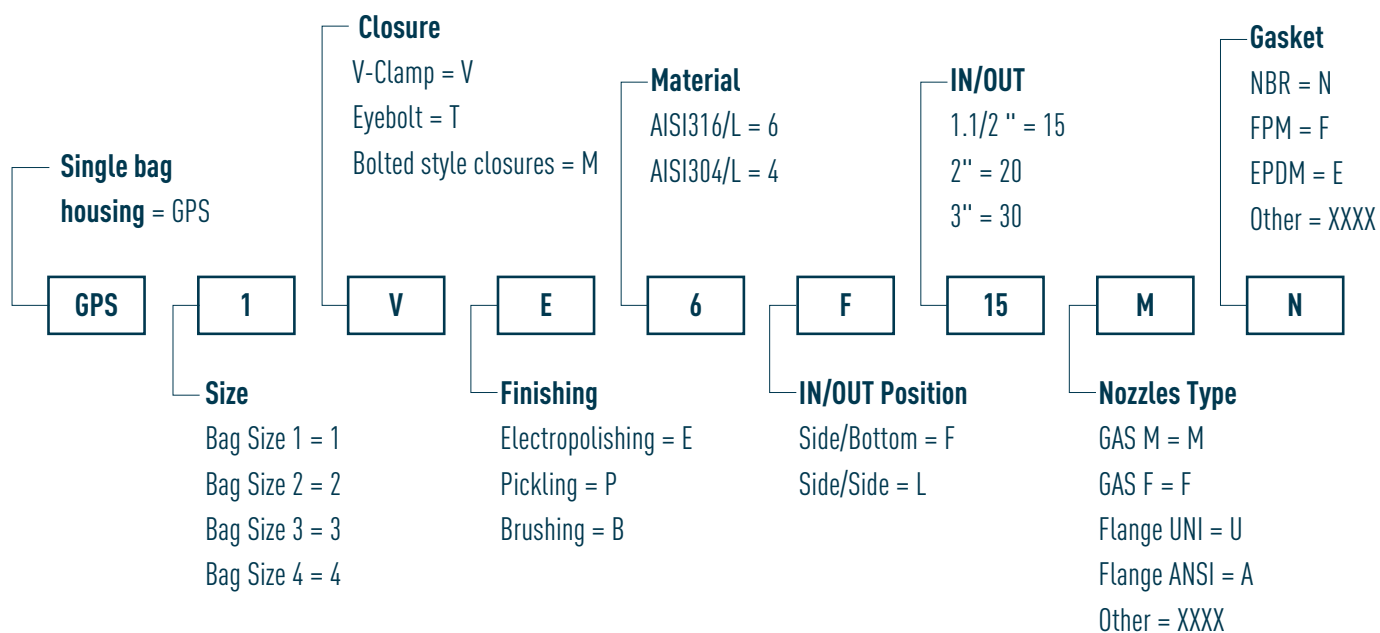 Closure
V-Clamp = V
Eyebolt = T
Bolted style closures = M
Gasket
NBR = N
FPM = F
EPDM = E
Other = XXXX
Material
AISI316/L = 6
AISI304/L = 4
IN/OUT
1.1/2 " = 15
2" = 20
3" = 30
Single bag
housing = GPS
GPS 1 V E 6 F 15 M N
Size
Bag Size 1 = 1
Bag Size 2 = 2
Bag Size 3 = 3
Bag Size 4 = 4
Finishing
Electropolishing = E
Pickling = P
Brushing = B
IN/OUT Position
Side/Bottom = F
Side/Side = L
Nozzles Type
GAS M = M
GAS F = F
Flange UNI = U
Flange ANSI = A
Other = XXXX